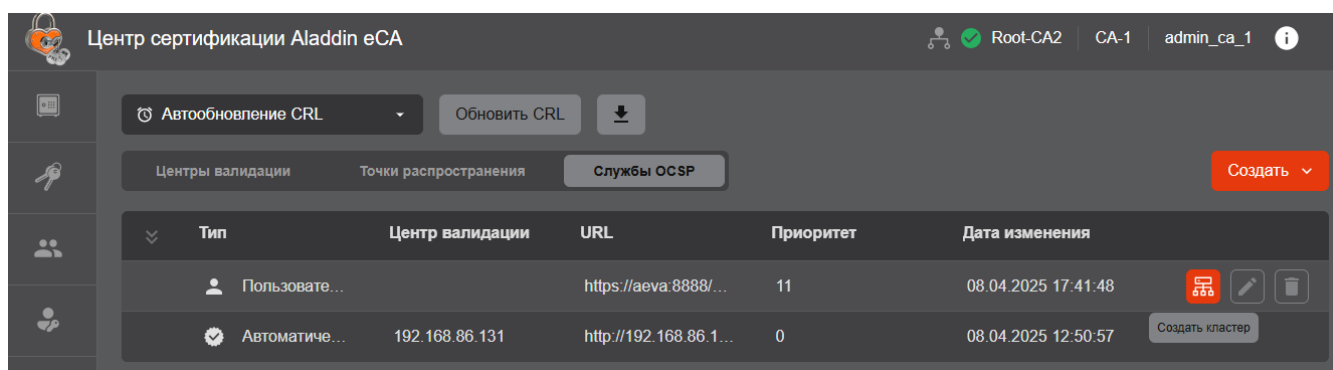 Центр сертификации Aladdin eCA Root-CA2 CA-1 admin_ca_1
Автообновление CRL Обновить CRL
Центры валидации Точки распространения Службы OCSP Создать
Тип Центр валидации URL Приоритет Дата изменения
Пользовате... https://aeva:8888/... 11 08.04.2025 17:41:48
Автоматиче... 192.168.86.131 http://192.168.86.1... 0 08.04.2025 12:50:57 Создать кластер